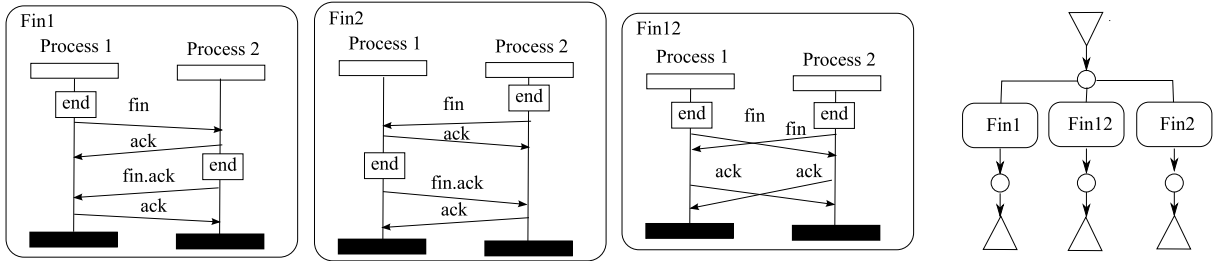 Fin1
Process 1
Process 2
end
fin
ack
end
fin.ack
ack
Fin2
Process 1
Process 2
end
fin
ack
end
fin.ack
ack
Fin12
Process 1
Process 2
end
end
fin
fin
ack
ack
Fin1
Fin12
Fin2